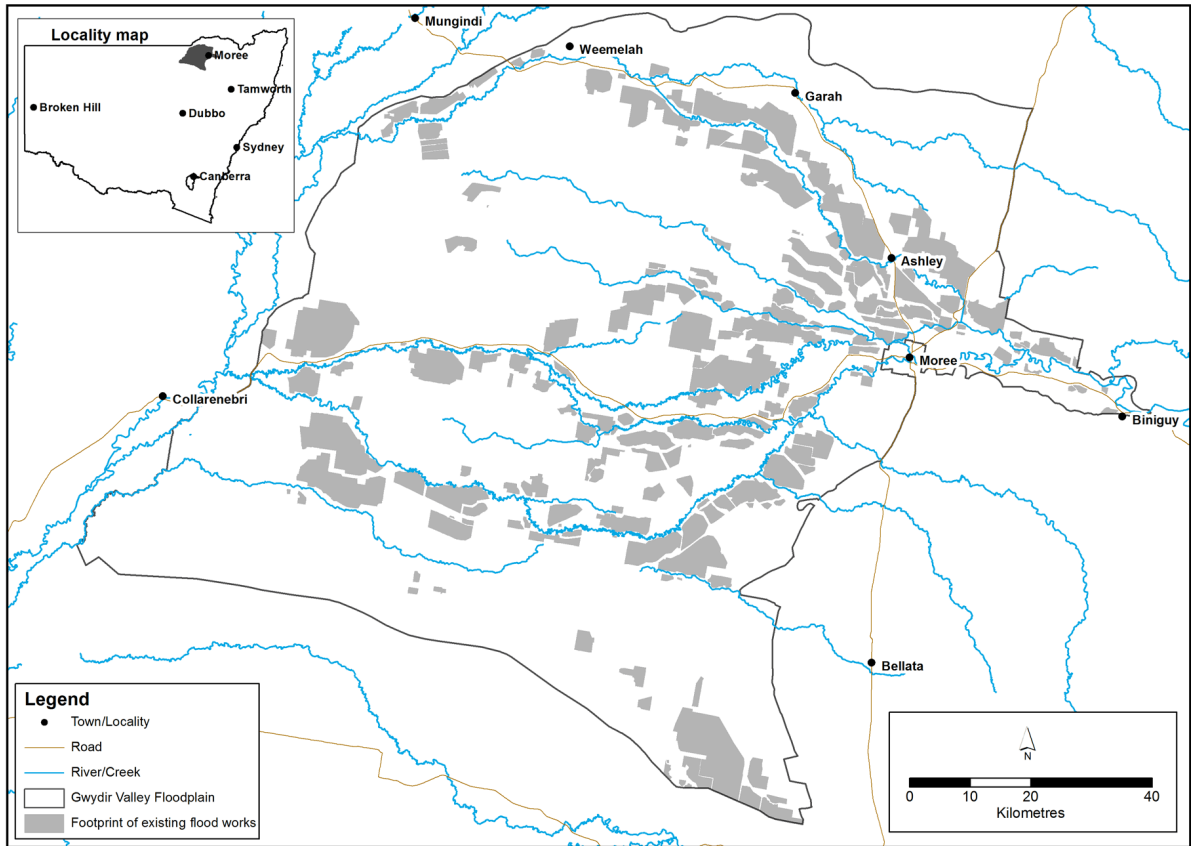 Locality map
Moree
Tamworth
Broken Hill
Dubbo
Sydney
Canberra
Mungindi
Weemelah
Garah
Ashley
Moree
Collarenebri
Biniguy
Bellata
Legend
Town/Locality
Road
River/Creek
Gwydir Valley Floodplain
Footprint of existing flood works
N
0 10 20 40
Kilometres